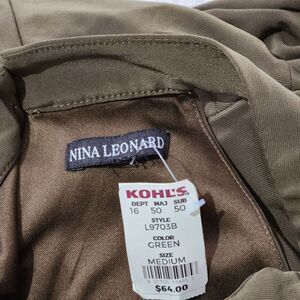 NINA LEONARD
KOHL'S
DEPT MAJ SUB
16 50 50
STYLE
L9703B
COLOR
GREEN
SIZE
MEDIUM
$64.00